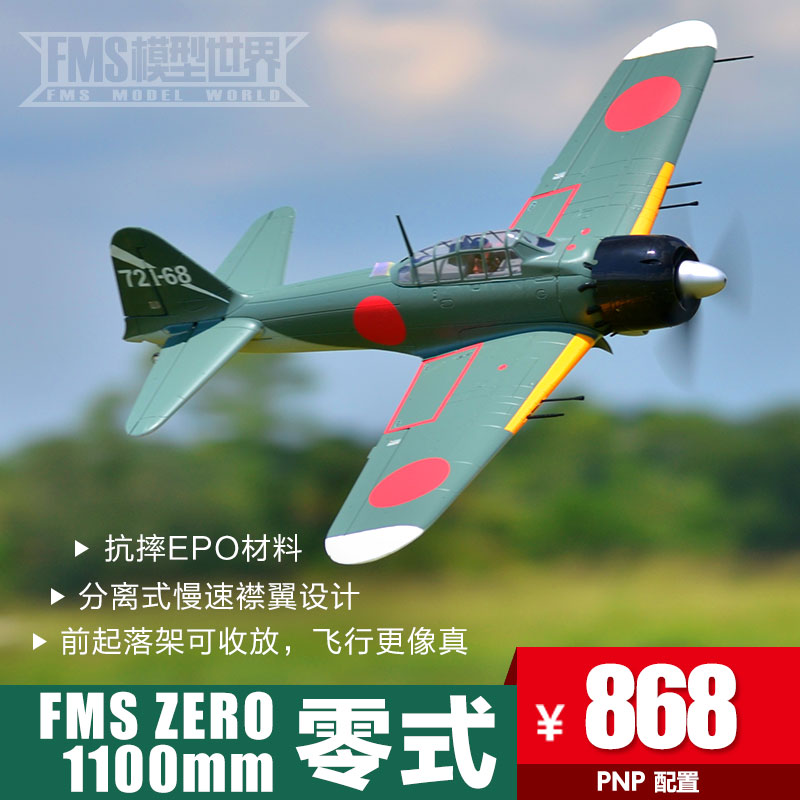 FMS模型世界
FMS MODEL WORLD
721-68
▶ 抗摔EPO材料
▶ 分离式慢速襟翼设计
▶ 前起落架可收放，飞行更像真
FMS ZERO
1100mm
零式
¥ 868
PNP 配置